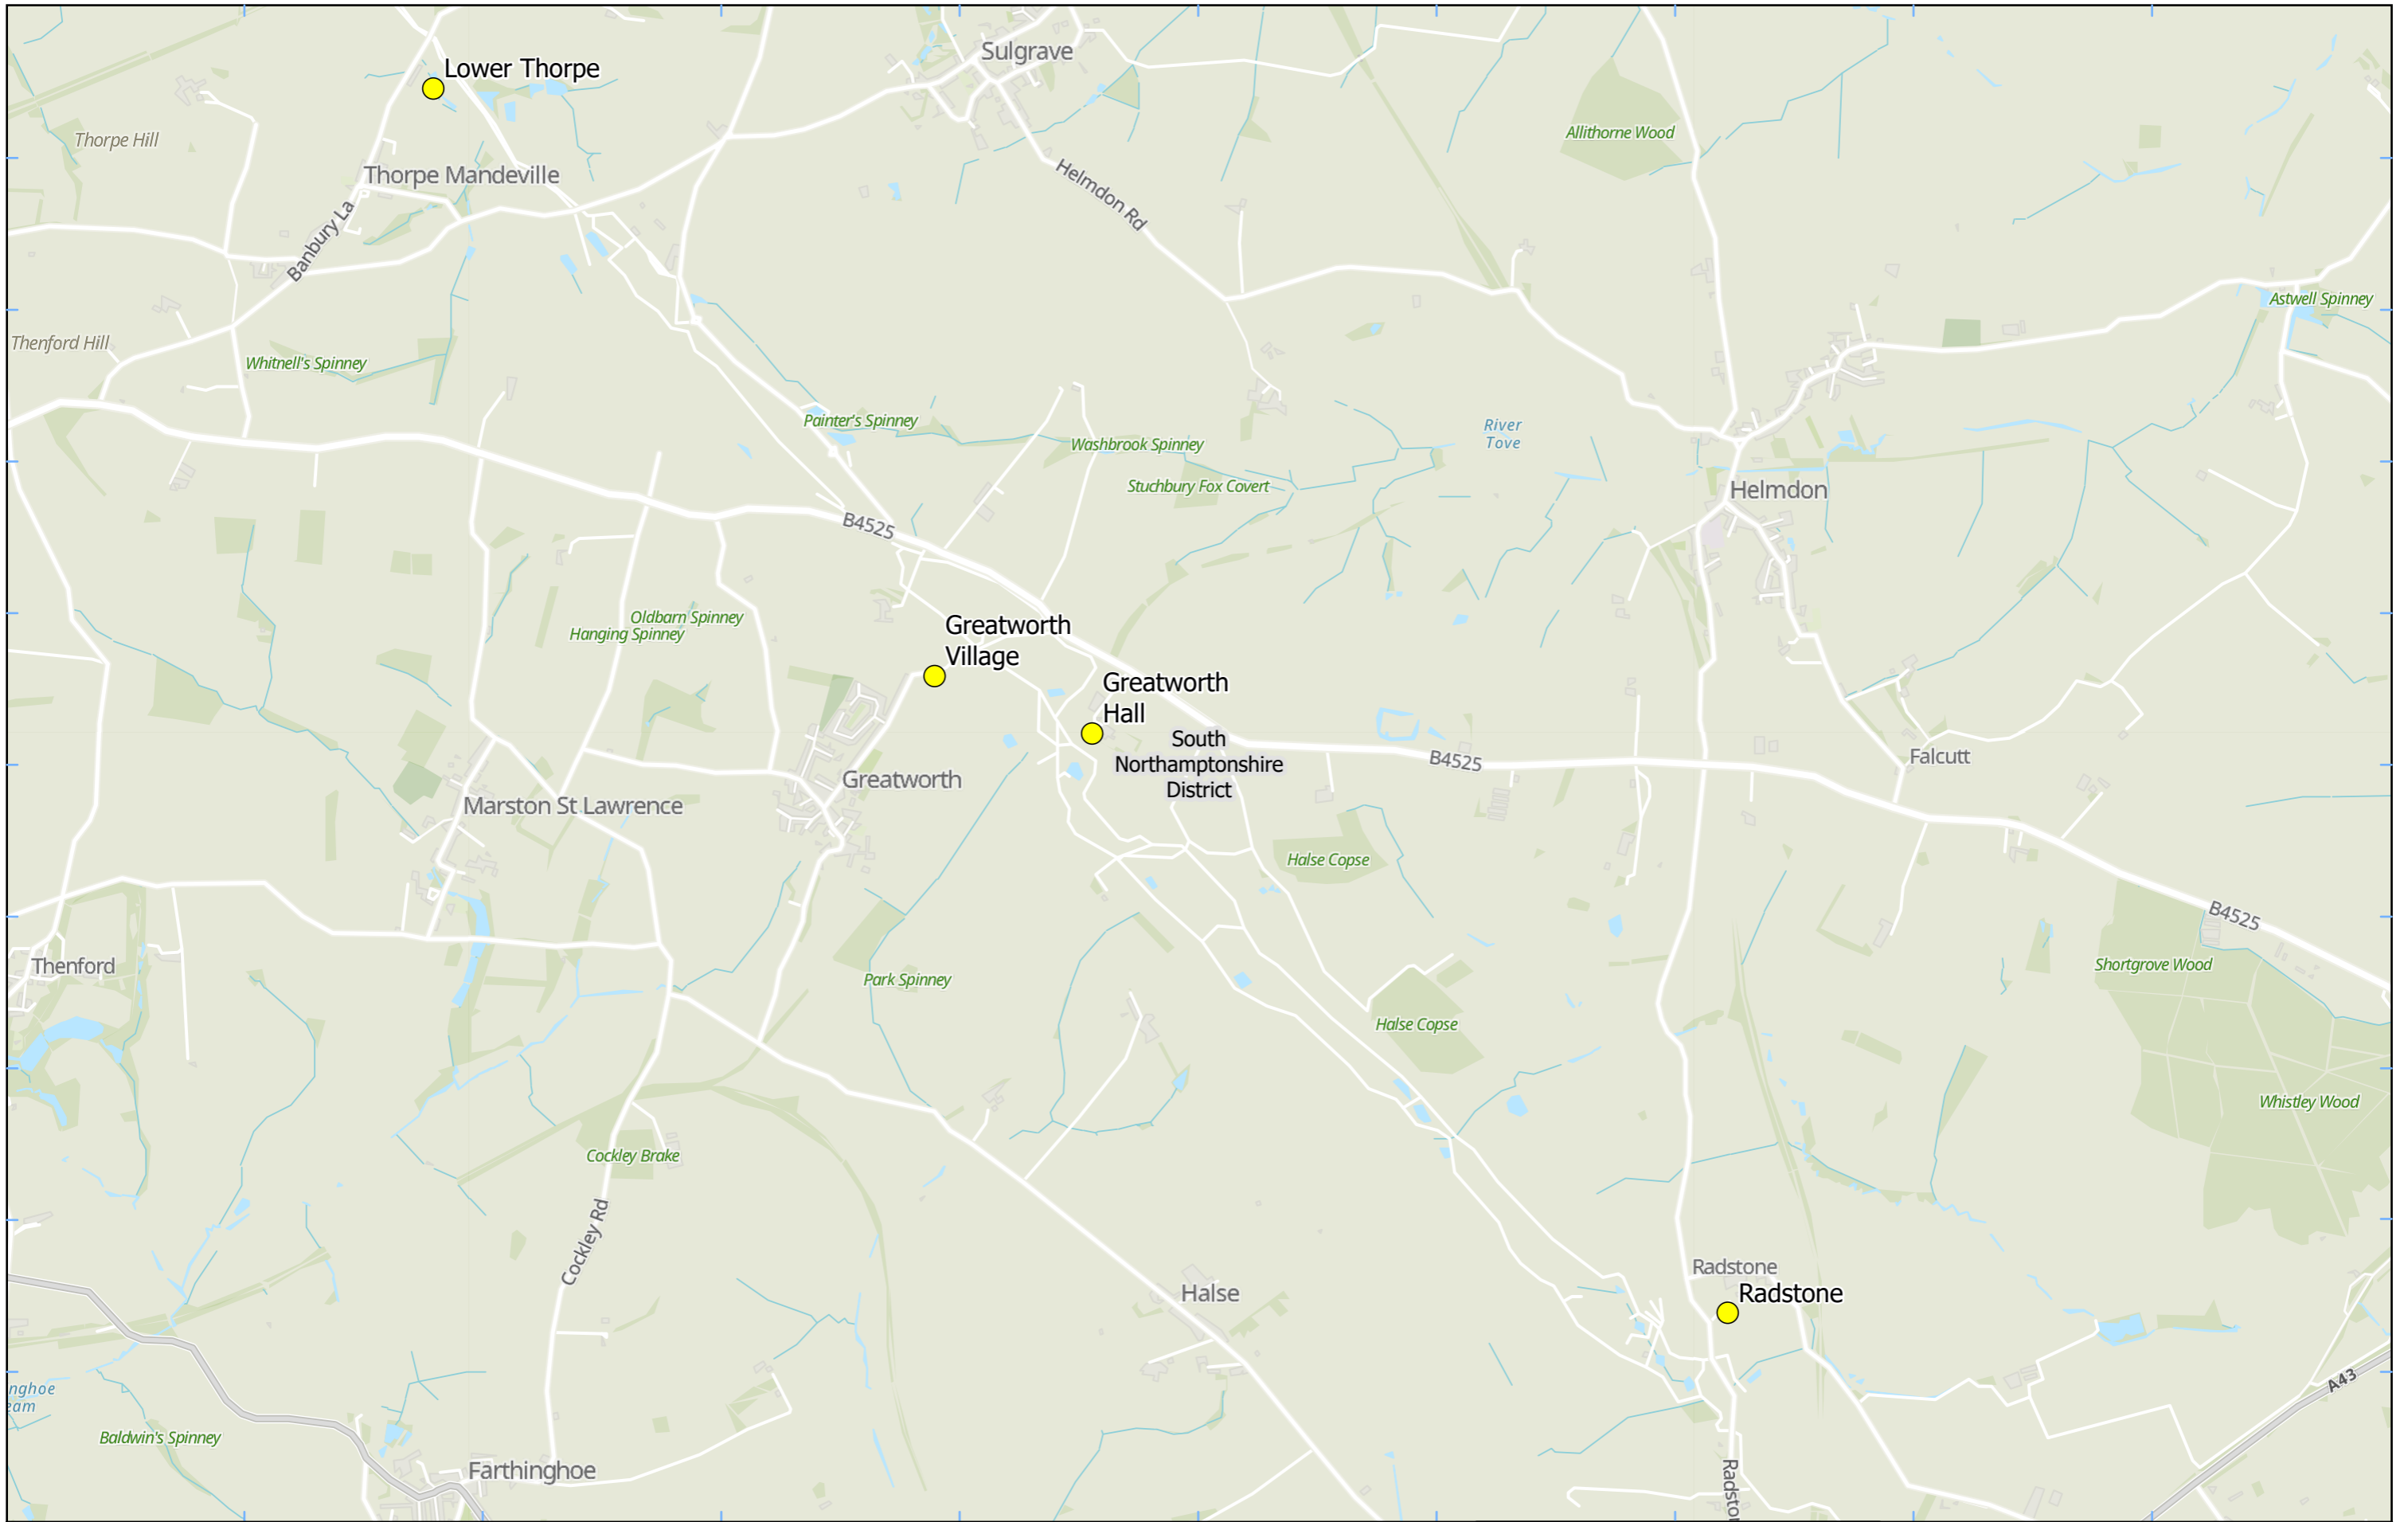 Sulgrave
Lower Thorpe
Allithorne Wood
Thorpe Hill
Thorpe Mandeville
Helmdon Rd
Banbury La
Astwell Spinney
Thenford Hill
Whitnell's Spinney
Painter's Spinney
River
Tove
Washbrook Spinney
Stuchbury Fox Covert
Helmdon
B4525
Oldbarn Spinney
Hanging Spinney
Greatworth
Village
Greatworth
Hall
South
Northamptonshire
District
B4525
Falcutt
Greatworth
Marston St Lawrence
Halse Copse
B4525
Thenford
Shortgrove Wood
Park Spinney
Halse Copse
Whistley Wood
Cockley Brake
Cockley Rd
Radstone
Radstone
Halse
A43
nghoe
eam
Baldwin's Spinney
Farthinghoe
Radsto